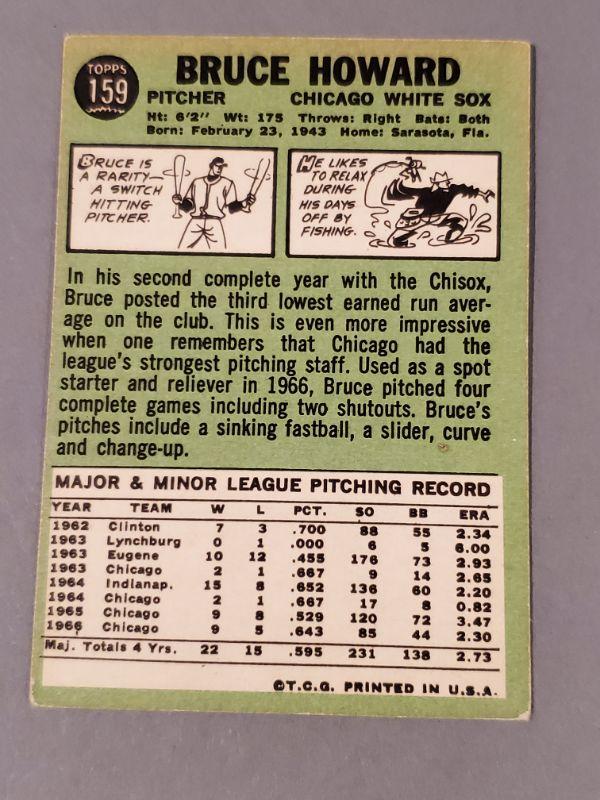 TOPPS
159
BRUCE HOWARD
PITCHER CHICAGO WHITE SOX
Ht: 6'2" Wt: 175 Throws: Right Bats: Both
Born: February 23, 1943 Home: Sarasota, Fla.
BRUCE IS
A RARITY—
A SWITCH
HITTING
PITCHER.
HE LIKES
TO RELAX
DURING
HIS DAYS
OFF BY
FISHING.
In his second complete year with the Chisox,
Bruce posted the third lowest earned run aver-
age on the club. This is even more impressive
when one remembers that Chicago had the
league's strongest pitching staff. Used as a spot
starter and reliever in 1966, Bruce pitched four
complete games including two shutouts. Bruce's
pitches include a sinking fastball, a slider, curve
and change-up.
MAJOR & MINOR LEAGUE PITCHING RECORD
YEAR TEAM W L PCT. SO BB ERA
1962 Clinton 7 3 .700 88 55 2.34
1963 Lynchburg 0 1 .000 6 5 6.00
1963 Eugene 10 12 .455 176 73 2.93
1963 Chicago 2 1 .667 9 14 2.65
1964 Indianap. 15 8 .652 136 60 2.20
1964 Chicago 2 1 .667 17 8 0.82
1965 Chicago 9 8 .529 120 72 3.47
1966 Chicago 9 5 .643 85 44 2.30
Maj. Totals 4 Yrs. 22 15 .595 231 138 2.73
©T.C.G. PRINTED IN U.S.A.